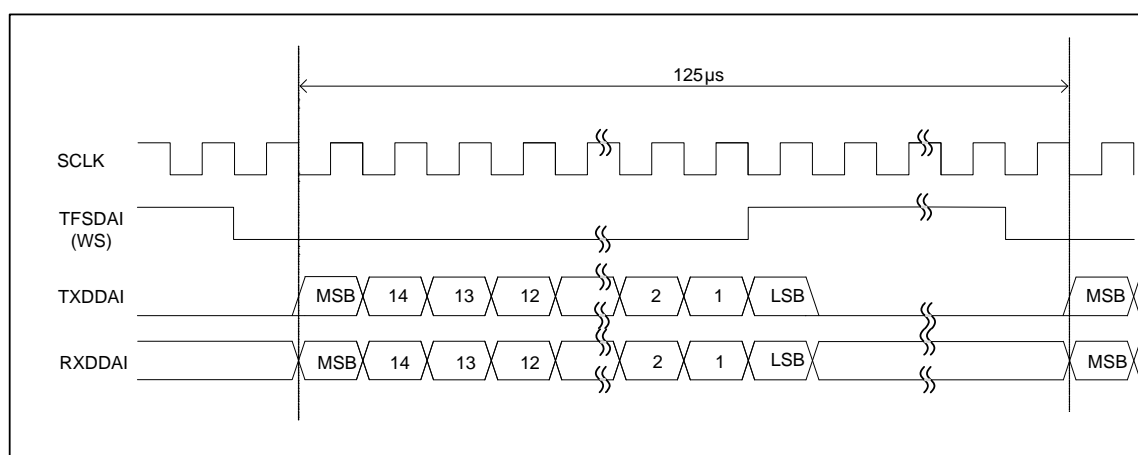 125µs
SCLK
TFSDAI
(WS)
TXDDAI MSB 14 13 12 2 1 LSB MSB
RXDDAI MSB 14 13 12 2 1 LSB MSB